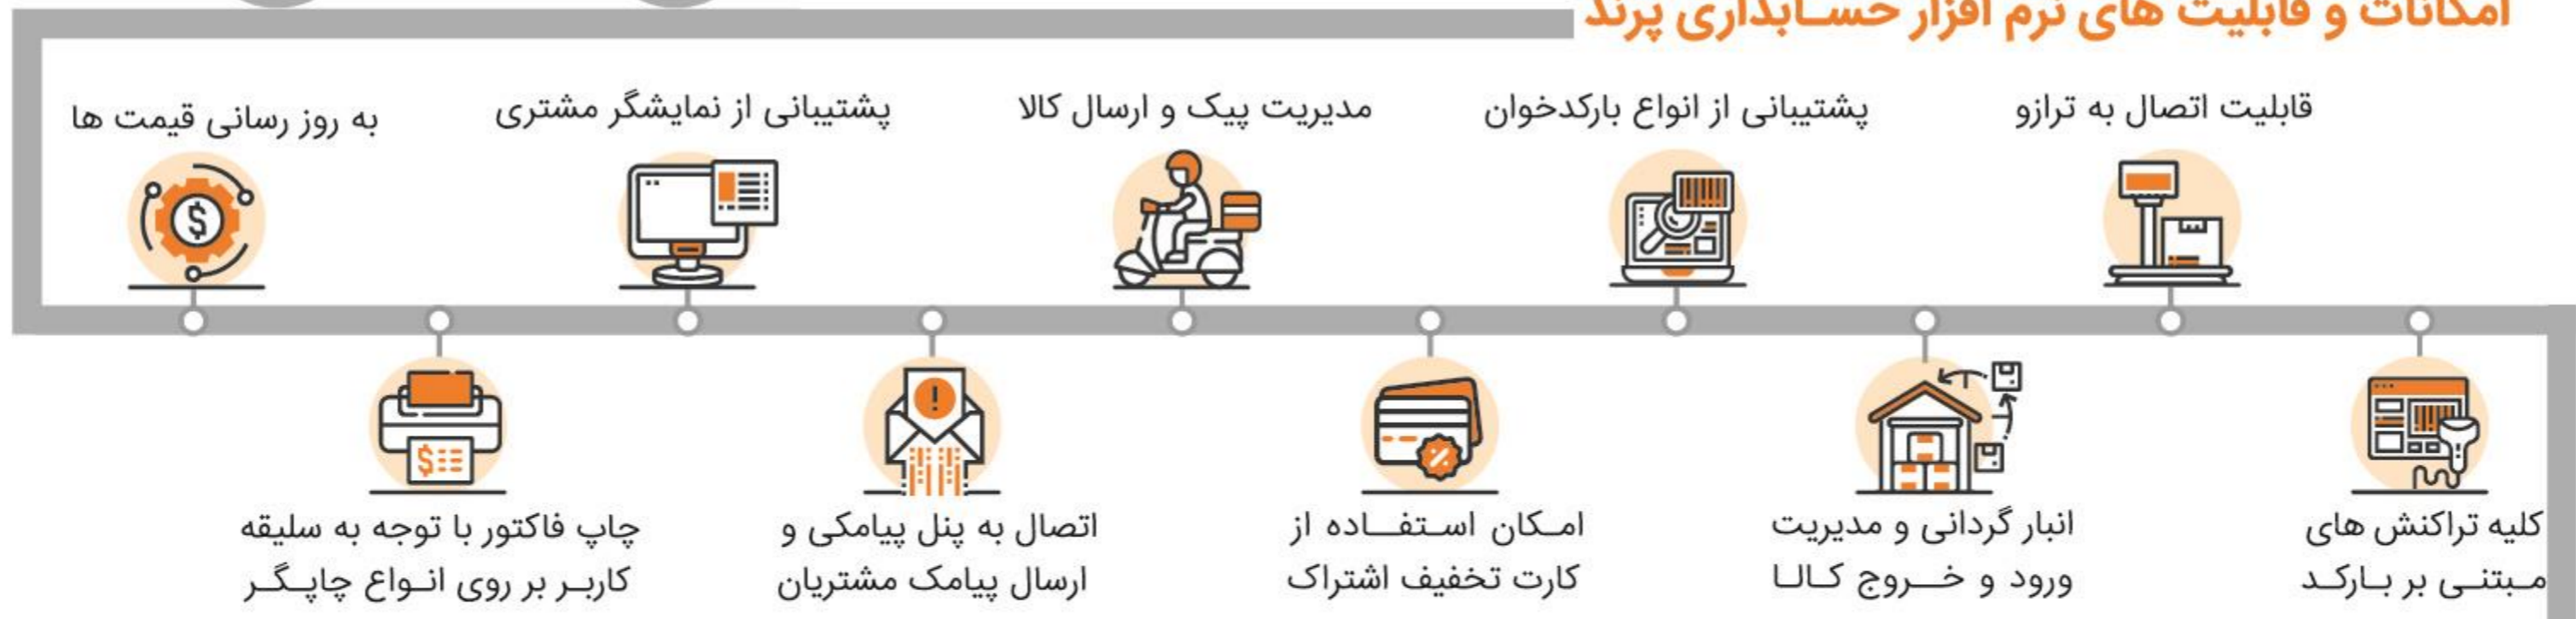 امکانات و قابلیت های نرم افزار حسابداری پرند
قابلیت اتصال به ترازو
پشتیبانی از انواع بارکدخوان
مدیریت پیک و ارسال کالا
پشتیبانی از نمایشگر مشتری
به روز رسانی قیمت ها
کلیه تراکنش های
مبتنی بر بارکد
انبار گردانی و مدیریت
ورود و خروج کالا
امکان استفاده از
کارت تخفیف اشتراک
اتصال به پنل پیامکی و
ارسال پیامک مشتریان
چاپ فاکتور با توجه به سلیقه
کاربر بر روی انواع چاپگر